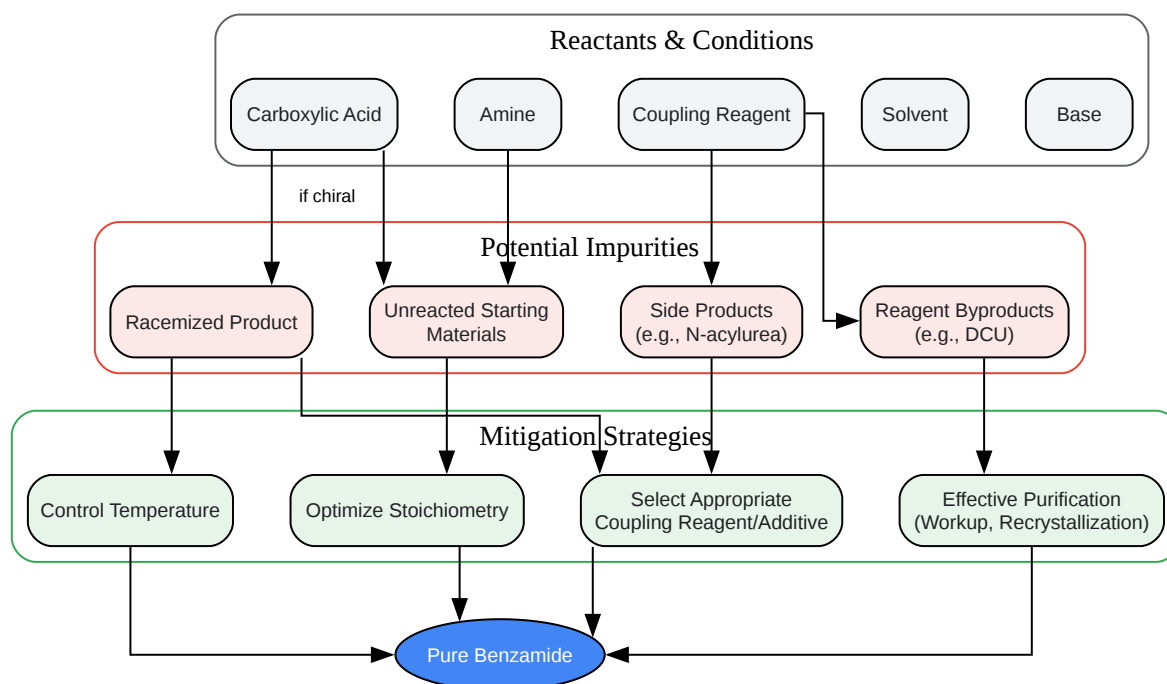 Reactants & Conditions
Carboxylic Acid
Amine
Coupling Reagent
Solvent
Base
if chiral
Potential Impurities
Racemized Product
Unreacted Starting
Materials
Side Products
(e.g., N-acylurea)
Reagent Byproducts
(e.g., DCU)
Mitigation Strategies
Control Temperature
Optimize Stoichiometry
Select Appropriate
Coupling Reagent/Additive
Effective Purification
(Workup, Recrystallization)
Pure Benzamide